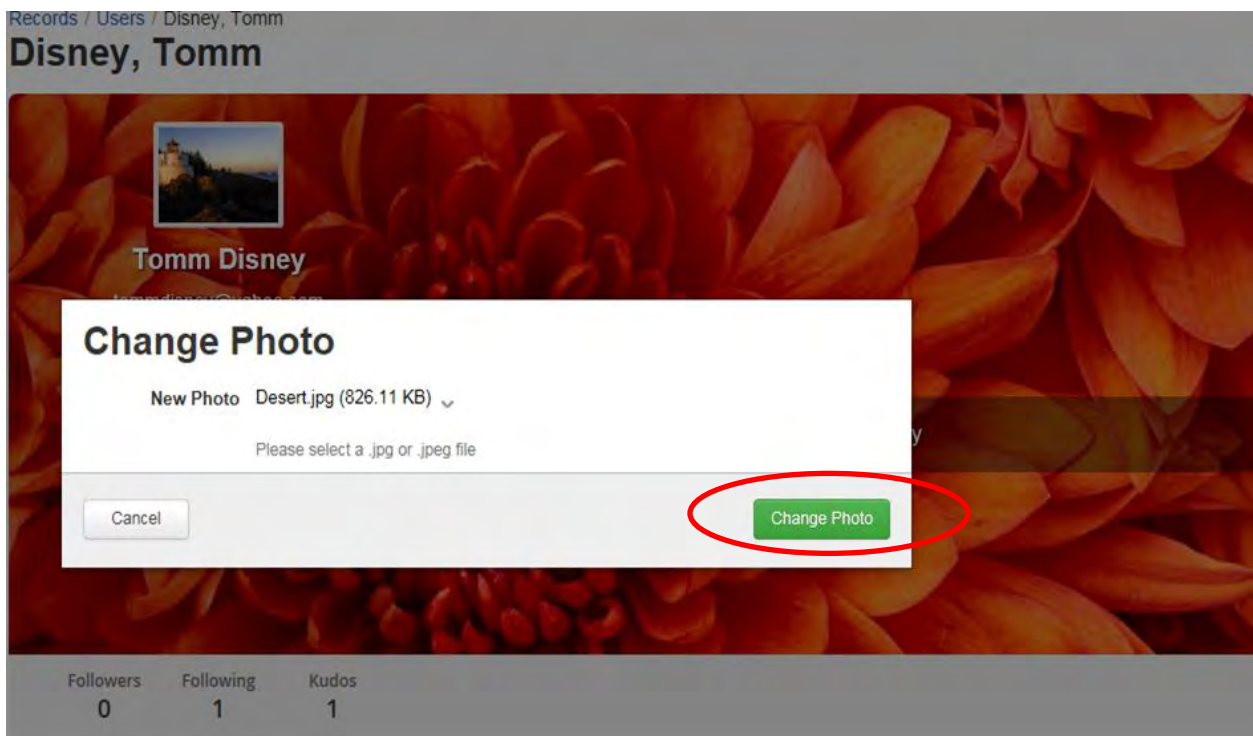 Records / Users / Disney, Tomm
Disney, Tomm
Tomm Disney
Change Photo
New Photo Desert.jpg (826.11 KB)
Please select a .jpg or .jpeg file
y
Cancel
Change Photo
Followers Following Kudos
0 1 1